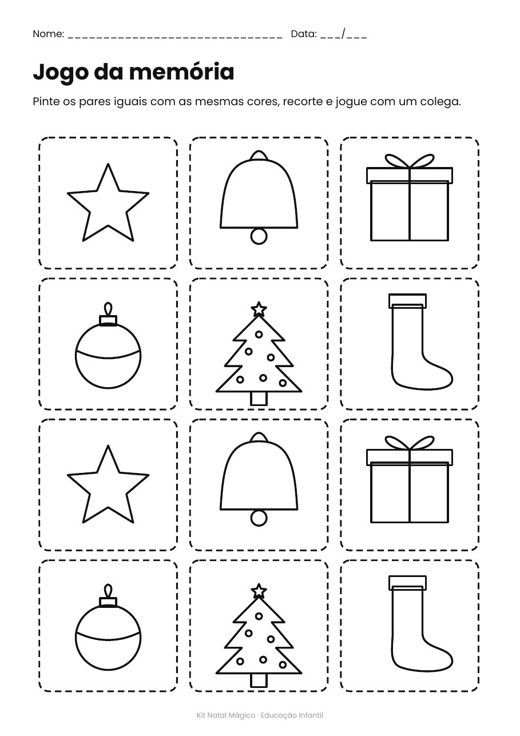 Nome: ______________________________ Data: ___/___
Jogo da memória
Pinte os pares iguais com as mesmas cores, recorte e jogue com um colega.
Kit Natal Mágico · Educação Infantil